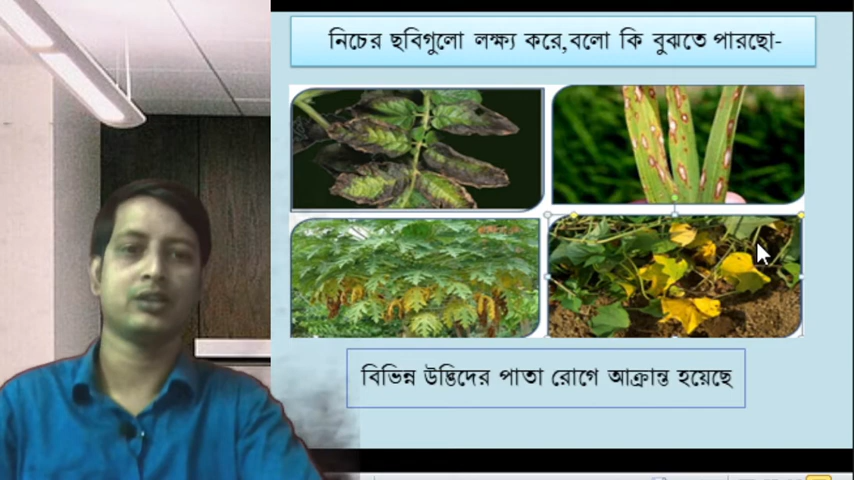 নিচের ছবিগুলো লক্ষ্য করে,বলো কি বুঝতে পারছো-
বিভিন্ন উদ্ভিদের পাতা রোগে আক্রান্ত হয়েছে